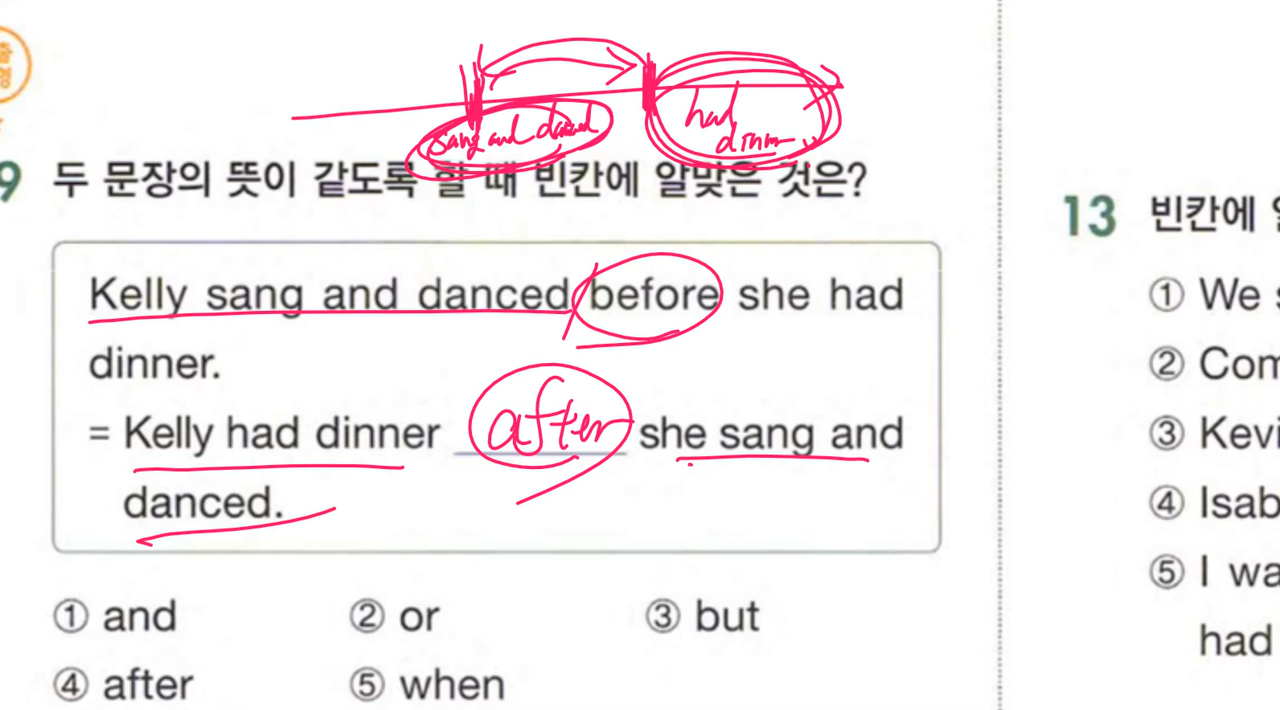 sang and danced
had
dinner
9 두 문장의 뜻이 같도록 할 때 빈칸에 알맞은 것은?
Kelly sang and danced before she had
dinner.
= Kelly had dinner after she sang and
danced.
① and ② or ③ but
④ after ⑤ when
13 빈칸에
① We
② Com
③ Kevi
④ Isab
⑤ I wa
had